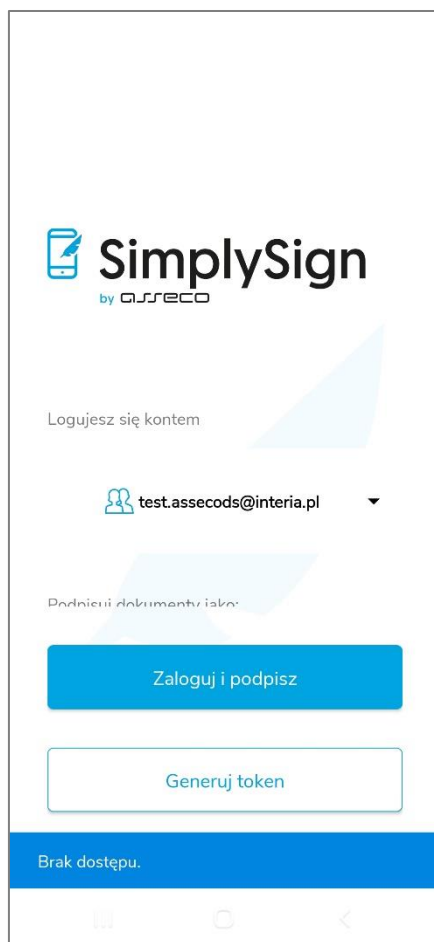 SimplySign
by asseco
Logujesz się kontem
test.assecods@interia.pl
Podpisuj dokumenty jako:
Zaloguj i podpisz
Generuj token
Brak dostępu.